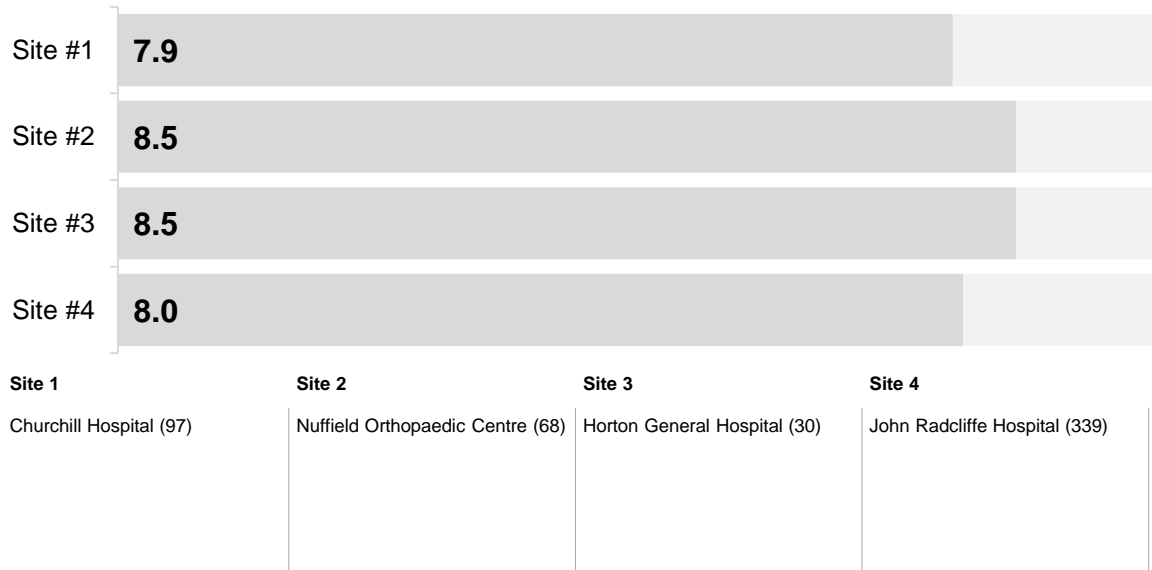 Site #1
7.9
Site #2
8.5
Site #3
8.5
Site #4
8.0
Site 1
Site 2
Site 3
Site 4
Churchill Hospital (97)
Nuffield Orthopaedic Centre (68)
Horton General Hospital (30)
John Radcliffe Hospital (339)